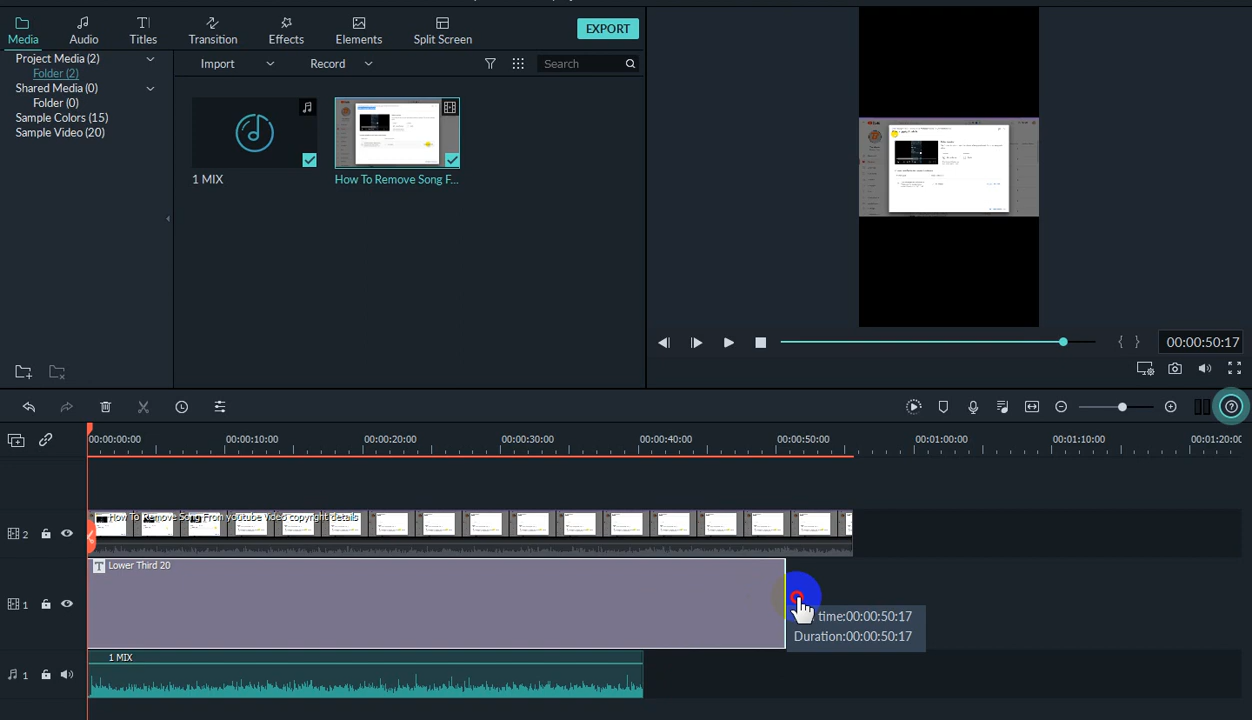 Media
Audio
Titles
Transition
Effects
Elements
Split Screen
EXPORT
Project Media (2)
Folder (2)
Shared Media (0)
Folder (0)
Sample Colors (15)
Sample Video (20)
Import
Record
Search
1 MIX
How To Remove Song F...
{ }
00:00:50:17
00:00:00:00
00:00:10:00
00:00:20:00
00:00:30:00
00:00:40:00
00:00:50:00
00:01:00:00
00:01:10:00
00:01:20:00
2
How To Remove Song From youtube Video copyright details
T Lower Third 20
1
time:00:00:50:17
Duration:00:00:50:17
1 MIX
1